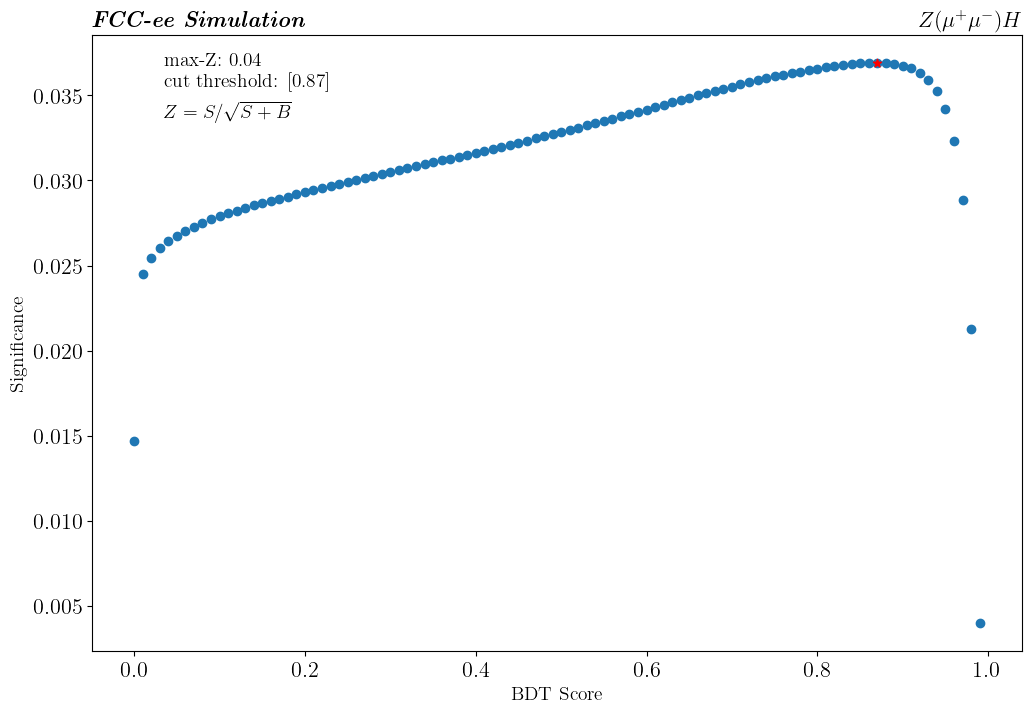 FCC-ee Simulation
Z(μ⁺μ⁻)H
max-Z: 0.04
cut threshold: [0.87]
Z = S/√S + B
0.035
0.030
0.025
0.020
0.015
0.010
0.005
Significance
0.0 0.2 0.4 0.6 0.8 1.0
BDT Score